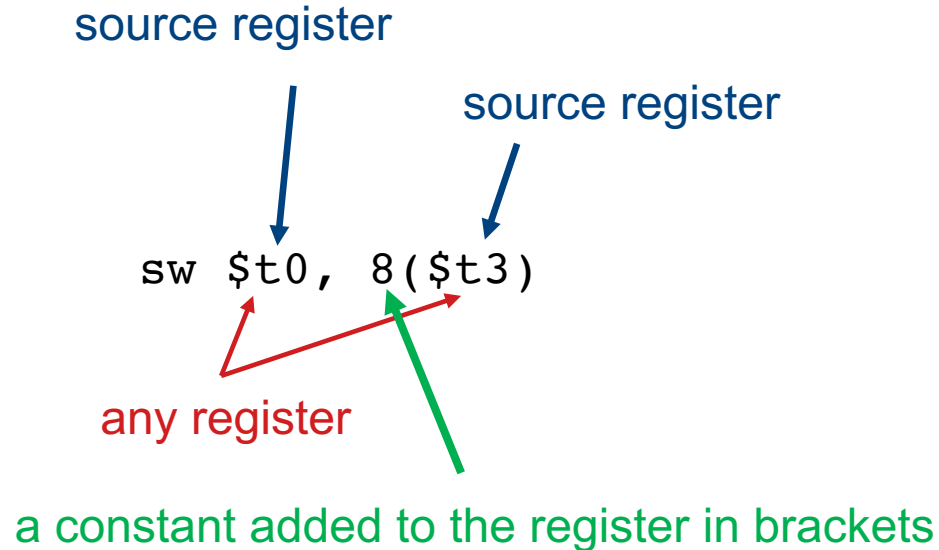 source register
source register
sw $t0, 8($t3)
any register
a constant added to the register in brackets